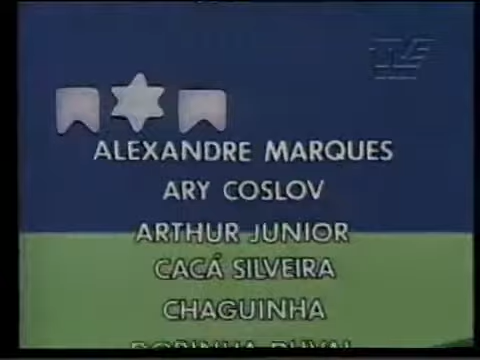 ALEXANDRE MARQUES
ARY COSLOV
ARTHUR JUNIOR
CACÁ SILVEIRA
CHAGUINHA